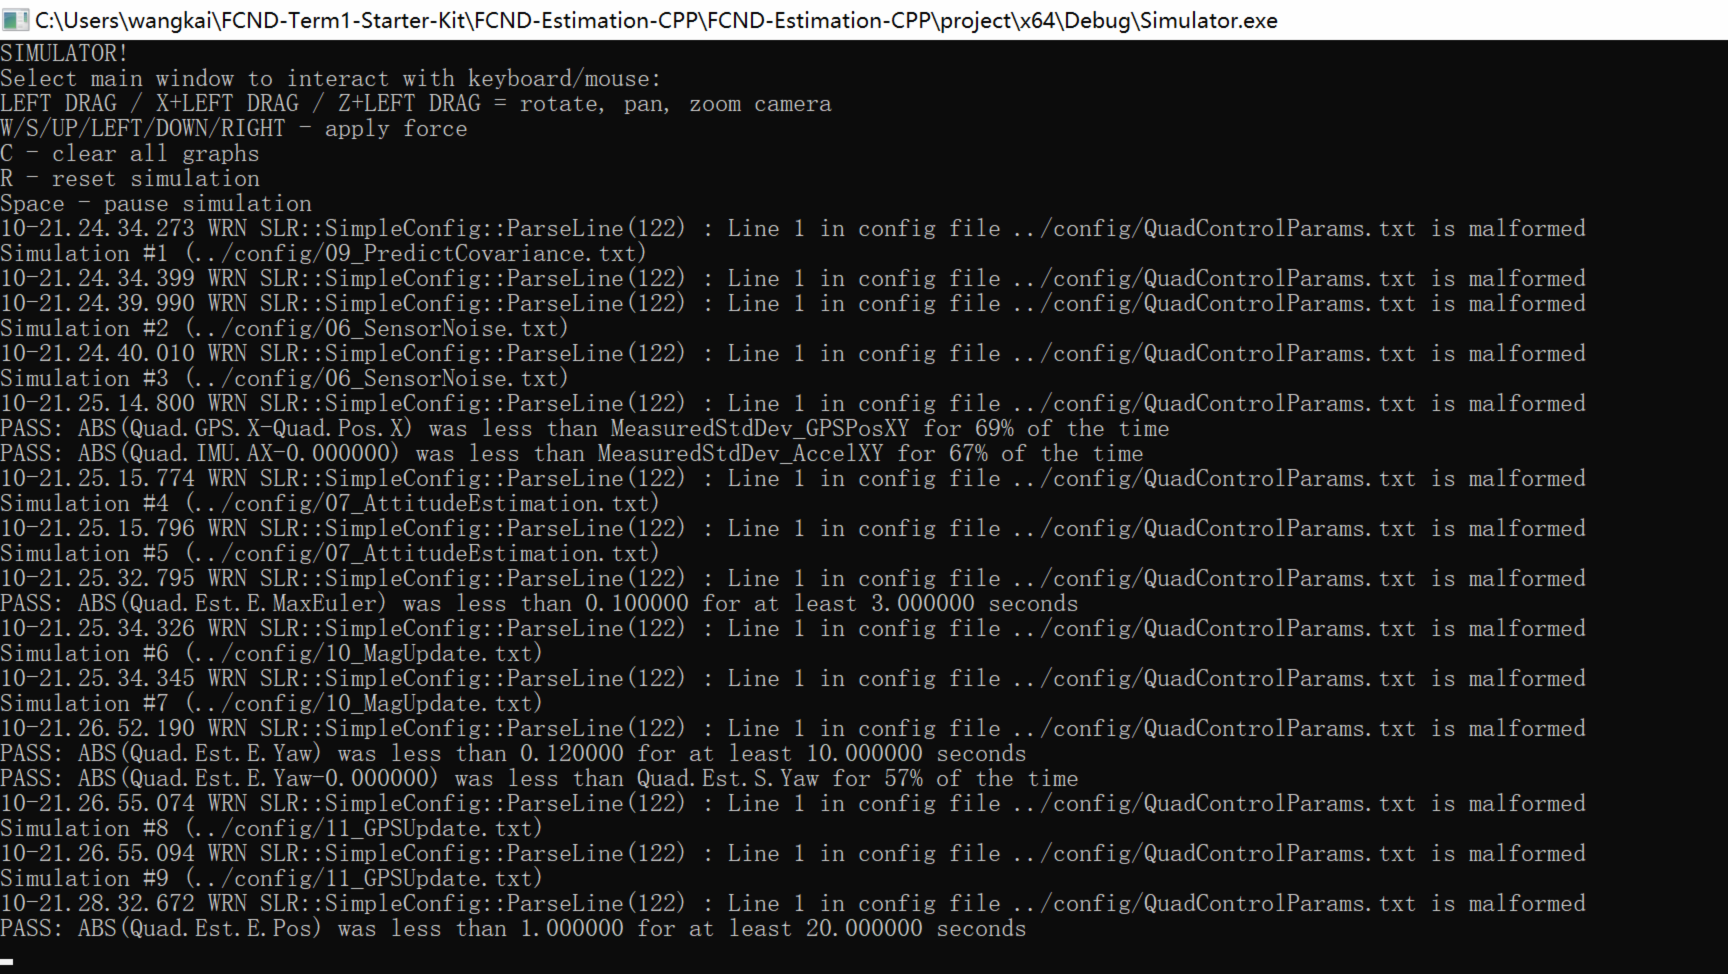 C:\Users\wangkai\FCND-Term1-Starter-Kit\FCND-Estimation-CPP\FCND-Estimation-CPP\project\x64\Debug\Simulator.exe
SIMULATOR!
Select main window to interact with keyboard/mouse:
LEFT DRAG / X+LEFT DRAG / Z+LEFT DRAG = rotate, pan, zoom camera
W/S/UP/LEFT/DOWN/RIGHT - apply force
C - clear all graphs
R - reset simulation
Space - pause simulation
10-21.24.34.273 WRN SLR::SimpleConfig::ParseLine(122) : Line 1 in config file ../config/QuadControlParams.txt is malformed
Simulation #1 (../config/09_PredictCovariance.txt)
10-21.24.34.399 WRN SLR::SimpleConfig::ParseLine(122) : Line 1 in config file ../config/QuadControlParams.txt is malformed
10-21.24.39.990 WRN SLR::SimpleConfig::ParseLine(122) : Line 1 in config file ../config/QuadControlParams.txt is malformed
Simulation #2 (../config/06_SensorNoise.txt)
10-21.24.40.010 WRN SLR::SimpleConfig::ParseLine(122) : Line 1 in config file ../config/QuadControlParams.txt is malformed
Simulation #3 (../config/06_SensorNoise.txt)
10-21.25.14.800 WRN SLR::SimpleConfig::ParseLine(122) : Line 1 in config file ../config/QuadControlParams.txt is malformed
PASS: ABS(Quad.GPS.X-Quad.Pos.X) was less than MeasuredStdDev_GPSPosXY for 69% of the time
PASS: ABS(Quad.IMU.AX-0.000000) was less than MeasuredStdDev_AccelXY for 67% of the time
10-21.25.15.774 WRN SLR::SimpleConfig::ParseLine(122) : Line 1 in config file ../config/QuadControlParams.txt is malformed
Simulation #4 (../config/07_AttitudeEstimation.txt)
10-21.25.15.796 WRN SLR::SimpleConfig::ParseLine(122) : Line 1 in config file ../config/QuadControlParams.txt is malformed
Simulation #5 (../config/07_AttitudeEstimation.txt)
10-21.25.32.795 WRN SLR::SimpleConfig::ParseLine(122) : Line 1 in config file ../config/QuadControlParams.txt is malformed
PASS: ABS(Quad.Est.E.MaxEuler) was less than 0.100000 for at least 3.000000 seconds
10-21.25.34.326 WRN SLR::SimpleConfig::ParseLine(122) : Line 1 in config file ../config/QuadControlParams.txt is malformed
Simulation #6 (../config/10_MagUpdate.txt)
10-21.25.34.345 WRN SLR::SimpleConfig::ParseLine(122) : Line 1 in config file ../config/QuadControlParams.txt is malformed
Simulation #7 (../config/10_MagUpdate.txt)
10-21.26.52.190 WRN SLR::SimpleConfig::ParseLine(122) : Line 1 in config file ../config/QuadControlParams.txt is malformed
PASS: ABS(Quad.Est.E.Yaw) was less than 0.120000 for at least 10.000000 seconds
PASS: ABS(Quad.Est.E.Yaw-0.000000) was less than Quad.Est.S.Yaw for 57% of the time
10-21.26.55.074 WRN SLR::SimpleConfig::ParseLine(122) : Line 1 in config file ../config/QuadControlParams.txt is malformed
Simulation #8 (../config/11_GPSUpdate.txt)
10-21.26.55.094 WRN SLR::SimpleConfig::ParseLine(122) : Line 1 in config file ../config/QuadControlParams.txt is malformed
Simulation #9 (../config/11_GPSUpdate.txt)
10-21.28.32.672 WRN SLR::SimpleConfig::ParseLine(122) : Line 1 in config file ../config/QuadControlParams.txt is malformed
PASS: ABS(Quad.Est.E.Pos) was less than 1.000000 for at least 20.000000 seconds